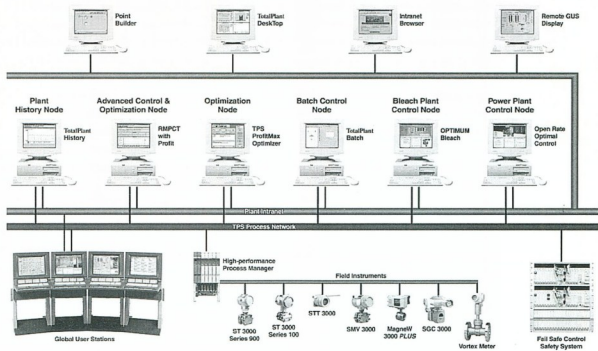 Point
Builder
TotalPlant
DeskTop
Intranet
Browser
Remote GUS
Display
Plant
History Node
Advanced Control &
Optimization Node
Optimization
Node
Batch Control
Node
Bleach Plant
Control Node
Power Plant
Control Node
TotalPlant
History
RMPCT
with
Profit
TPS
ProfitMax
Optimizer
TotalPlant
Batch
OPTIMUM
Bleach
Open Rate
Optimal
Control
Plant Intranet
TPS Process Network
High-performance
Process Manager
Field Instruments
ST 3000
Series 900
ST 3000
Series 100
STT 3000
SMV 3000
MagneW
3000 PLUS
SGC 3000
Vortex Meter
Global User Stations
Fail Safe Control
Safety System